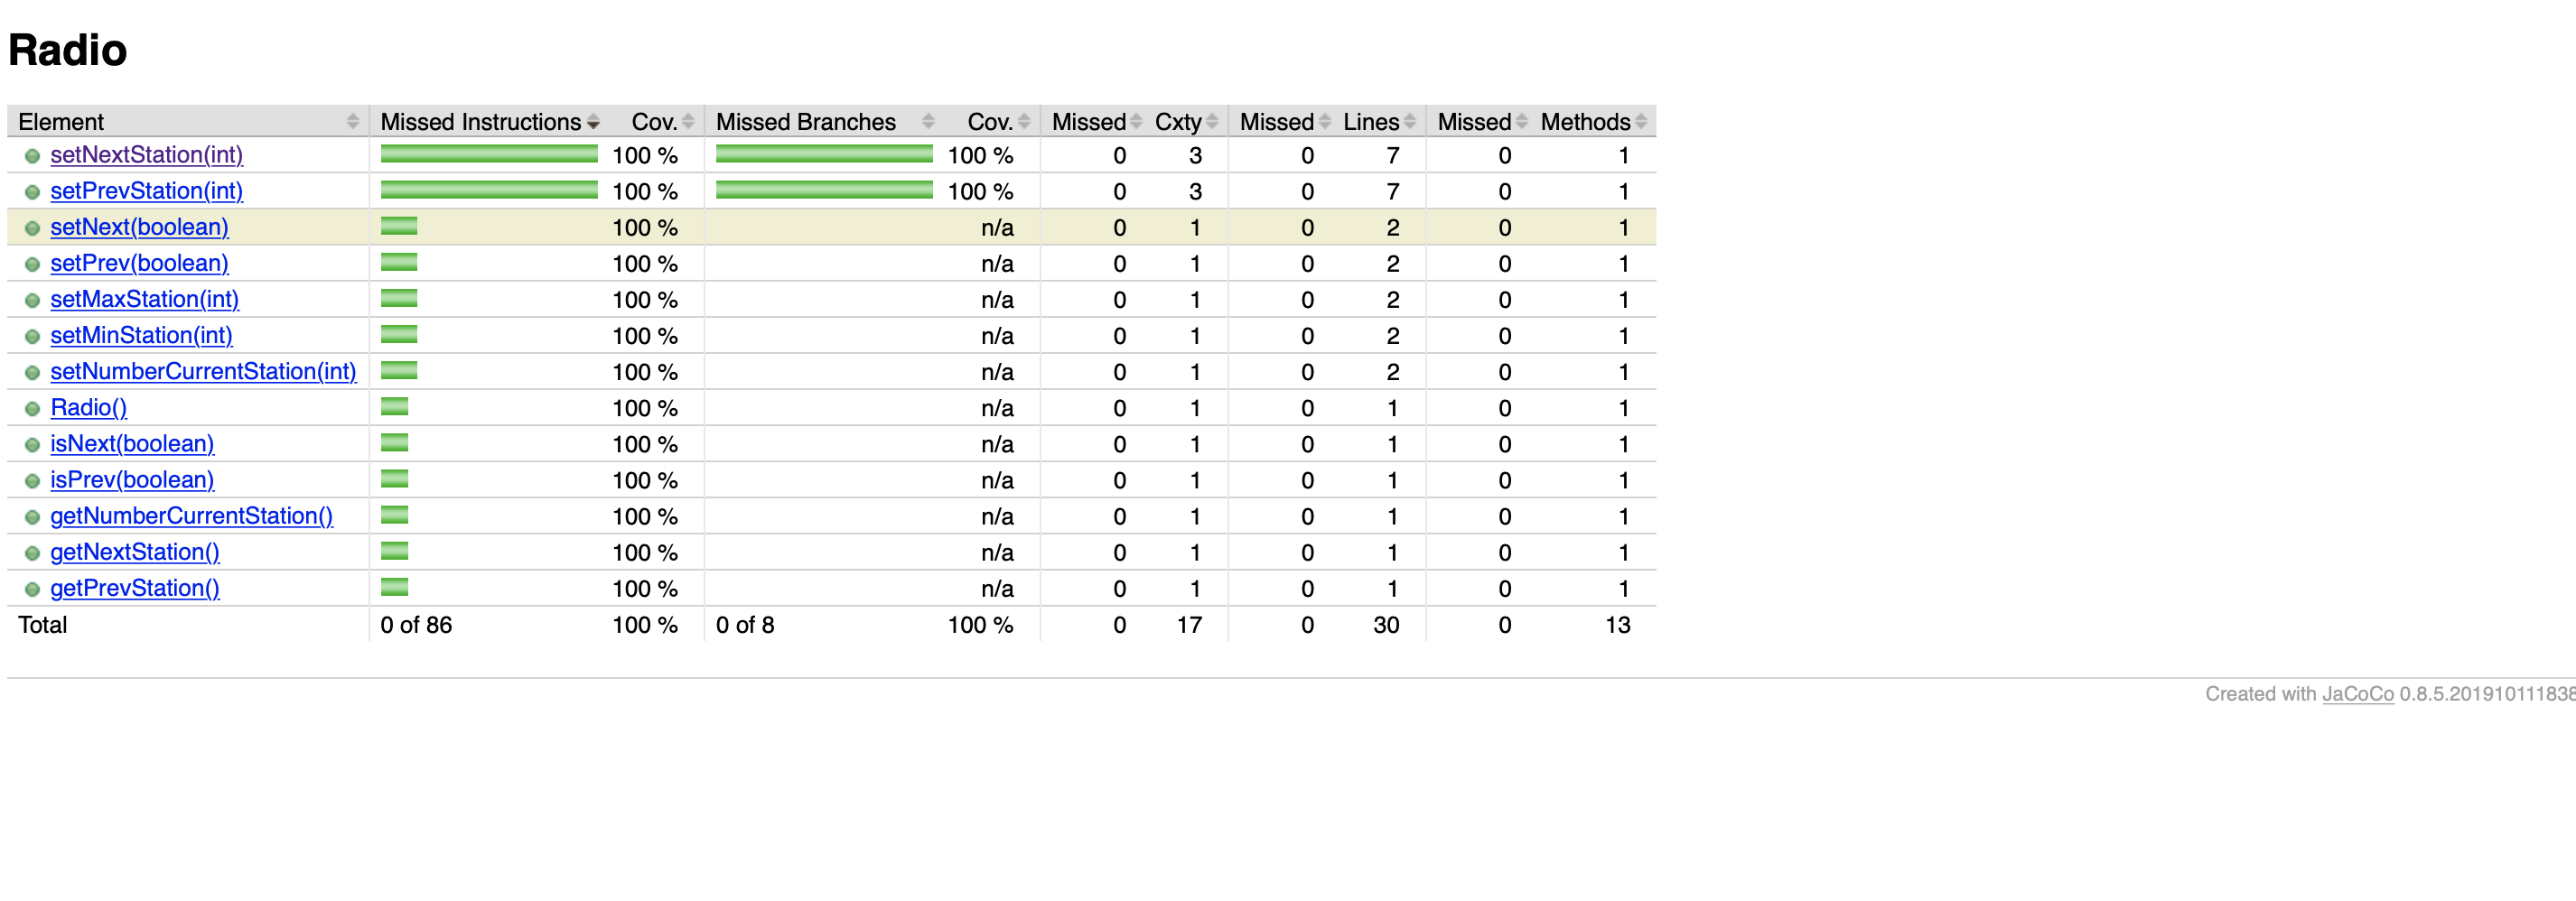 Radio
Element Missed Instructions Cov. Missed Branches Cov. Missed Cxty Missed Lines Missed Methods
setNextStation(int) 100 % 100 % 0 3 0 7 0 1
setPrevStation(int) 100 % 100 % 0 3 0 7 0 1
setNext(boolean) 100 % n/a 0 1 0 2 0 1
setPrev(boolean) 100 % n/a 0 1 0 2 0 1
setMaxStation(int) 100 % n/a 0 1 0 2 0 1
setMinStation(int) 100 % n/a 0 1 0 2 0 1
setNumberCurrentStation(int) 100 % n/a 0 1 0 2 0 1
Radio() 100 % n/a 0 1 0 1 0 1
isNext(boolean) 100 % n/a 0 1 0 1 0 1
isPrev(boolean) 100 % n/a 0 1 0 1 0 1
getNumberCurrentStation() 100 % n/a 0 1 0 1 0 1
getNextStation() 100 % n/a 0 1 0 1 0 1
getPrevStation() 100 % n/a 0 1 0 1 0 1
Total 0 of 86 100 % 0 of 8 100 % 0 17 0 30 0 13
Created with JaCoCo 0.8.5.201910111838